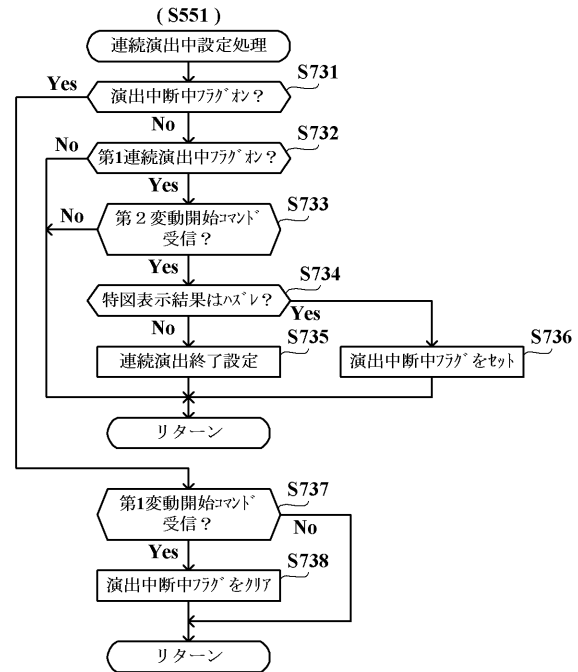 ( S551 )
連続演出中設定処理
S731
Yes
演出中断中ﾌﾗｸﾞｵﾝ？
No
S732
No
第1連続演出中ﾌﾗｸﾞｵﾝ？
Yes
S733
No
第２変動開始ｺﾏﾝﾄﾞ
受信？
Yes
S734
特図表示結果はﾊｽﾞﾚ？
Yes
No
S735
S736
連続演出終了設定
演出中断中ﾌﾗｸﾞをｾｯﾄ
リターン
S737
第1変動開始ｺﾏﾝﾄﾞ
受信？
No
Yes
S738
演出中断中ﾌﾗｸﾞをｸﾘｱ
リターン